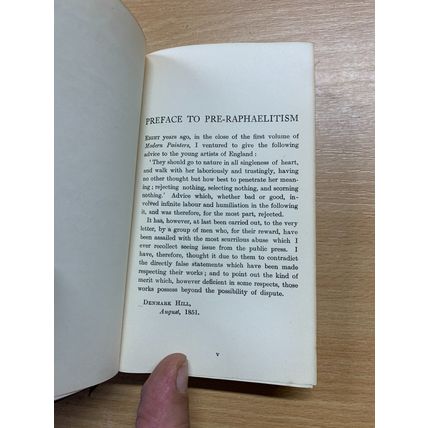 PREFACE TO PRE-RAPHAELITISM
EIGHT years ago, in the close of the first volume of
Modern Painters, I ventured to give the following
advice to the young artists of England :
'They should go to nature in all singleness of heart,
and walk with her laboriously and trustingly, having
no other thought but how best to penetrate her mean-
ing ; rejecting nothing, selecting nothing, and scorning
nothing.' Advice which, whether bad or good, in-
volved infinite labour and humiliation in the following
it, and was therefore, for the most part, rejected.
It has, however, at last been carried out, to the very
letter, by a group of men who, for their reward, have
been assailed with the most scurrilous abuse which I
ever recollect seeing issue from the public press. I
have, therefore, thought it due to them to contradict
the directly false statements which have been made
respecting their works ; and to point out the kind of
merit which, however deficient in some respects, those
works possess beyond the possibility of dispute.
DENMARK HILL,
August, 1851.
v